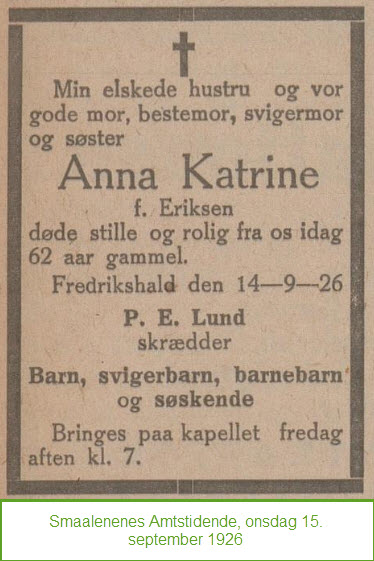 Min elskede hustru og vor
gode mor, bestemor, svigermor
og søster
Anna Katrine
f. Eriksen
døde stille og rolig fra os idag
62 aar gammel.
Fredrikshald den 14—9—26
P. E. Lund
skrædder
Barn, svigerbarn, barnebarn
og søskende
Bringes paa kapellet fredag
aften kl. 7.
Smaalenenes Amtstidende, onsdag 15.
september 1926